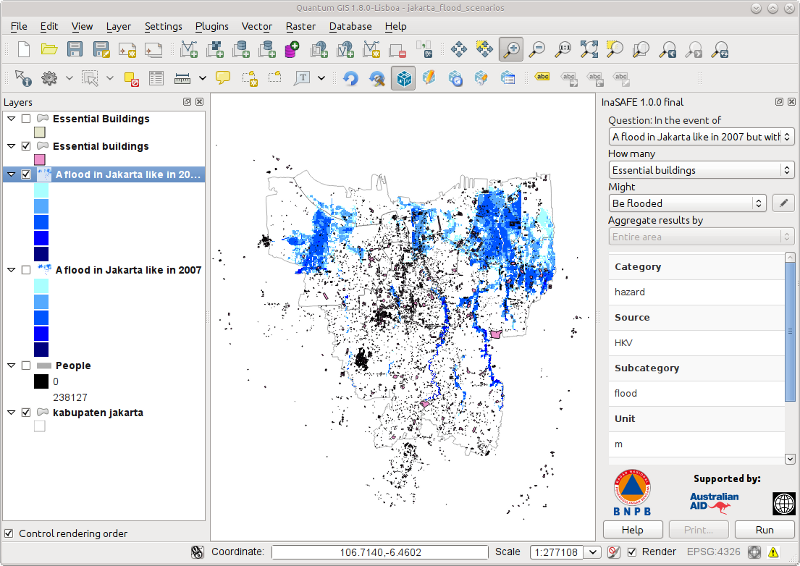 Quantum GIS 1.8.0-Lisboa - jakarta_flood_scenarios
File Edit View Layer Settings Plugins Vector Raster Database Help
Layers
Essential Buildings
Essential buildings
A flood in Jakarta like in 20...
A flood in Jakarta like in 2007
People
0
238127
kabupaten jakarta
Control rendering order
InaSAFE 1.0.0 final
Question: In the event of
A flood in Jakarta like in 2007 but with
How many
Essential buildings
Might
Be flooded
Aggregate results by
Entire area
Category
hazard
Source
HKV
Subcategory
flood
Unit
m
BNPB
Supported by:
Australian
AID
Help Print... Run
Coordinate: 106.7140,-6.4602 Scale 1:277108 Render EPSG:4326